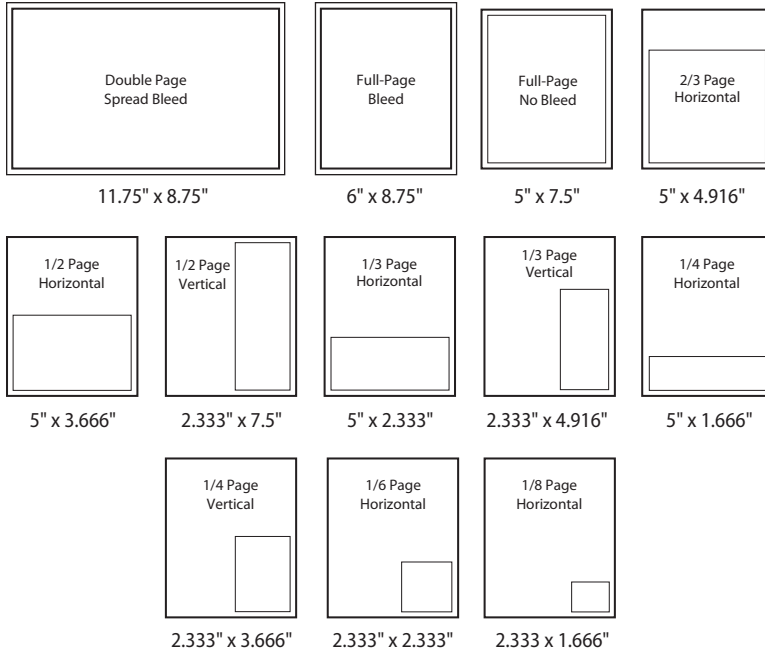 Double Page
Spread Bleed
11.75" x 8.75"
Full-Page
Bleed
6" x 8.75"
Full-Page
No Bleed
5" x 7.5"
2/3 Page
Horizontal
5" x 4.916"
1/2 Page
Horizontal
5" x 3.666"
1/2 Page
Vertical
2.333" x 7.5"
1/3 Page
Horizontal
5" x 2.333"
1/3 Page
Vertical
2.333" x 4.916"
1/4 Page
Horizontal
5" x 1.666"
1/4 Page
Vertical
2.333" x 3.666"
1/6 Page
Horizontal
2.333" x 2.333"
1/8 Page
Horizontal
2.333 x 1.666"